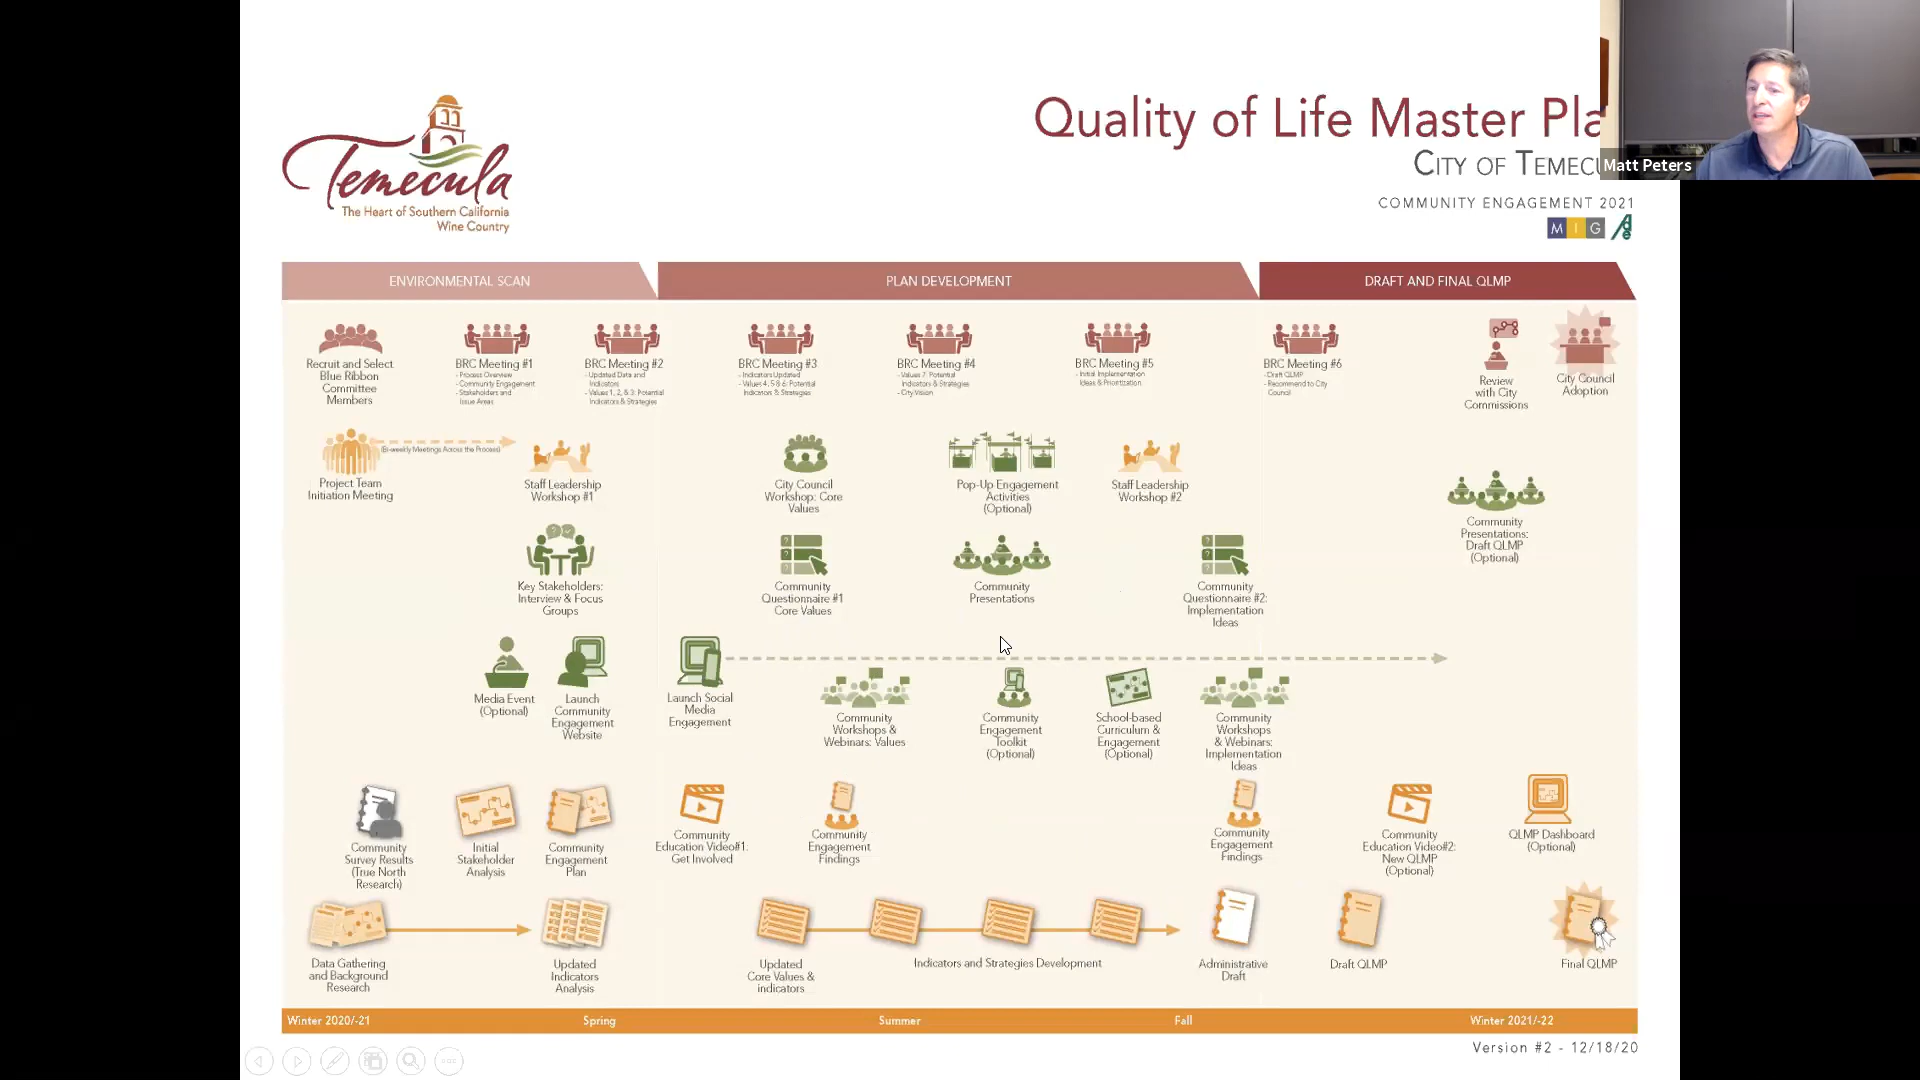 Temecula
The Heart of Southern California
Wine Country
Quality of Life Master Pla
CITY OF TEMEC
Matt Peters
COMMUNITY ENGAGEMENT 2021
M I G
ENVIRONMENTAL SCAN
PLAN DEVELOPMENT
DRAFT AND FINAL QLMP
Recruit and Select
Blue Ribbon
Committee
Members
BRC Meeting #1
- Process Overview
- Community Engagement
- Stakeholders and
Issue Areas
BRC Meeting #2
- Updated Data and
Indicators
- Values 1, 2, & 3: Potential
Indicators & Strategies
BRC Meeting #3
- Indicators Updated
- Values 4, 5 & 6: Potential
Indicators & Strategies
BRC Meeting #4
- Values 7: Potential
Indicators & Strategies
- City Vision
BRC Meeting #5
- Initial Implementation
Ideas & Prioritization
BRC Meeting #6
- Draft QLMP
- Recommend to City
Council
Review
with City
Commissions
City Council
Adoption
Project Team
Initiation Meeting
(Bi-weekly Meetings Across the Process)
Staff Leadership
Workshop #1
City Council
Workshop: Core
Values
Pop-Up Engagement
Activities
(Optional)
Staff Leadership
Workshop #2
Community
Presentations:
Draft QLMP
(Optional)
Key Stakeholders:
Interview & Focus
Groups
Community
Questionnaire #1
Core Values
Community
Presentations
Community
Questionnaire #2:
Implementation
Ideas
Media Event
(Optional)
Launch
Community
Engagement
Website
Launch Social
Media
Engagement
Community
Workshops &
Webinars: Values
Community
Engagement
Toolkit
(Optional)
School-based
Curriculum &
Engagement
(Optional)
Community
Workshops
& Webinars:
Implementation
Ideas
Community
Survey Results
(True North
Research)
Initial
Stakeholder
Analysis
Community
Engagement
Plan
Community
Education Video#1:
Get Involved
Community
Engagement
Findings
Community
Engagement
Findings
Community
Education Video#2:
New QLMP
(Optional)
QLMP Dashboard
(Optional)
Data Gathering
and Background
Research
Updated
Indicators
Analysis
Updated
Core Values &
indicators
Indicators and Strategies Development
Administrative
Draft
Draft QLMP
Final QLMP
Winter 2020/-21
Spring
Summer
Fall
Winter 2021/-22
Version #2 - 12/18/20